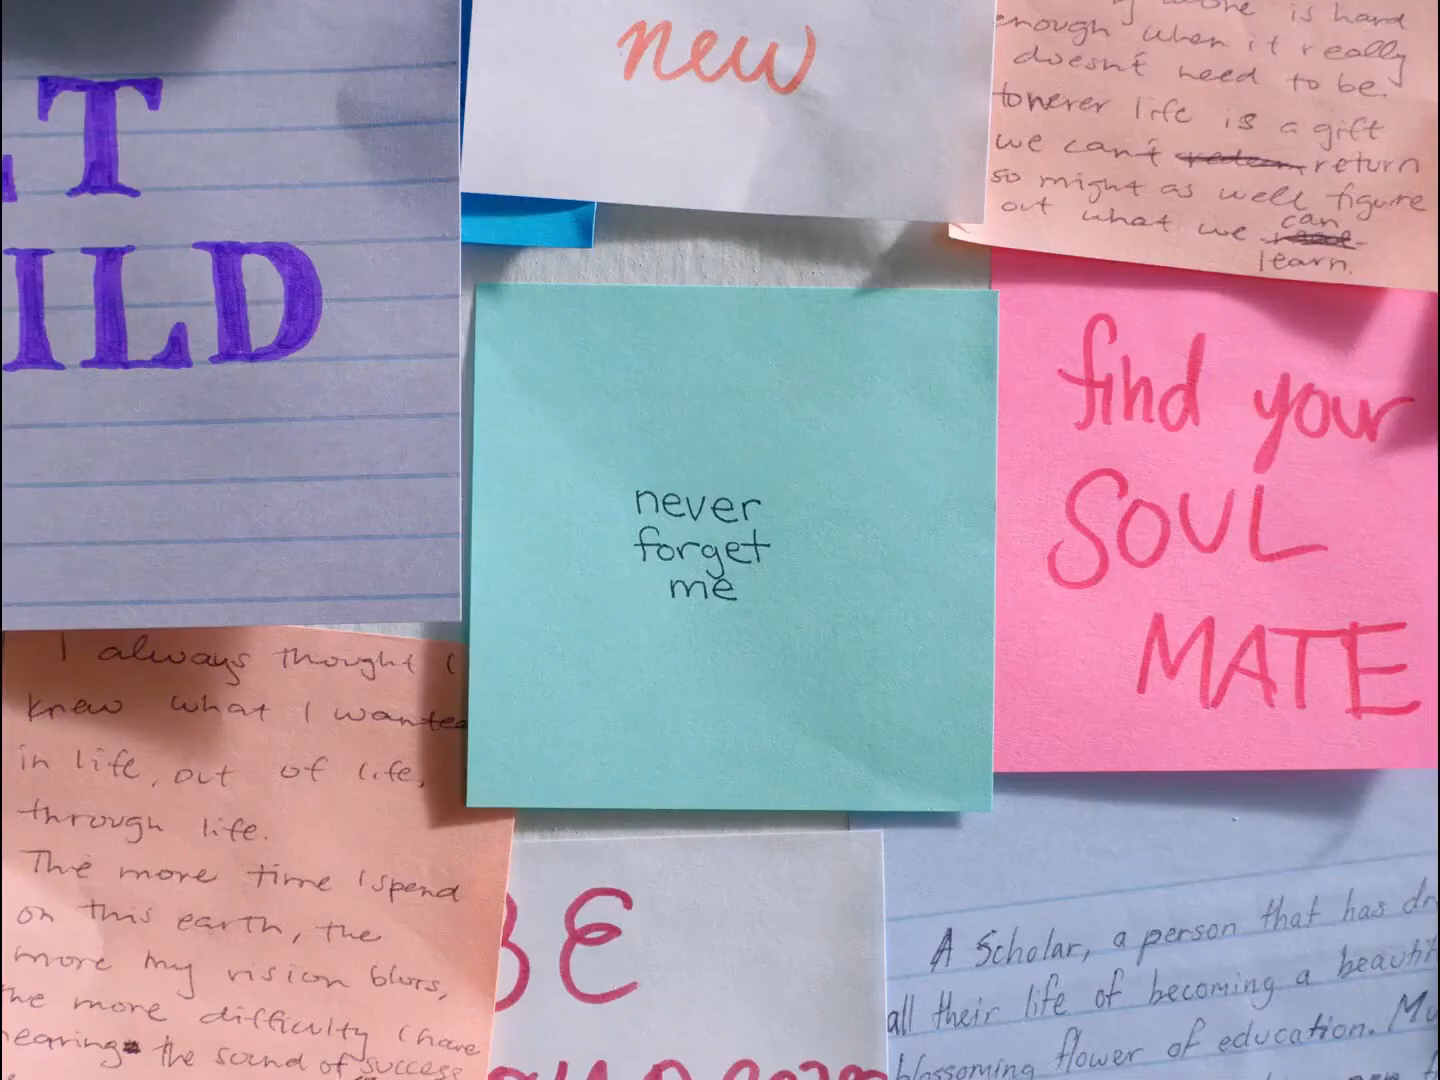 T
ILD
new
is hard
enough when it really
doesn't need to be.
life is a gift
we can't return
so might as well figure
out what we can
learn.
never
forget
me
find your
SOUL
MATE
I always thought I
knew what I wanted
in life, out of life,
through life.
The more time I spend
on this earth, the
more my vision blurs,
the more difficulty I have
hearing the sound of success
BE
A Scholar, a person that has
all their life of becoming a
blossoming flower of education.